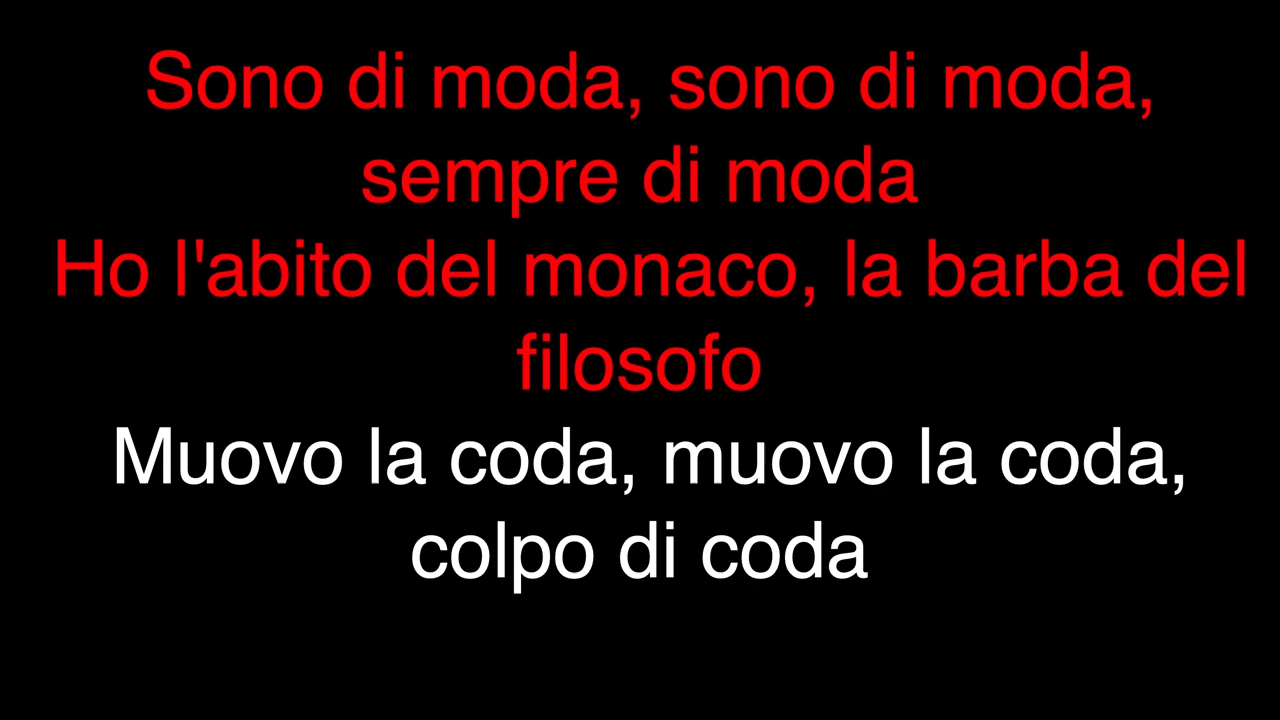 Sono di moda, sono di moda,
sempre di moda
Ho l'abito del monaco, la barba del
filosofo
Muovo la coda, muovo la coda,
colpo di coda